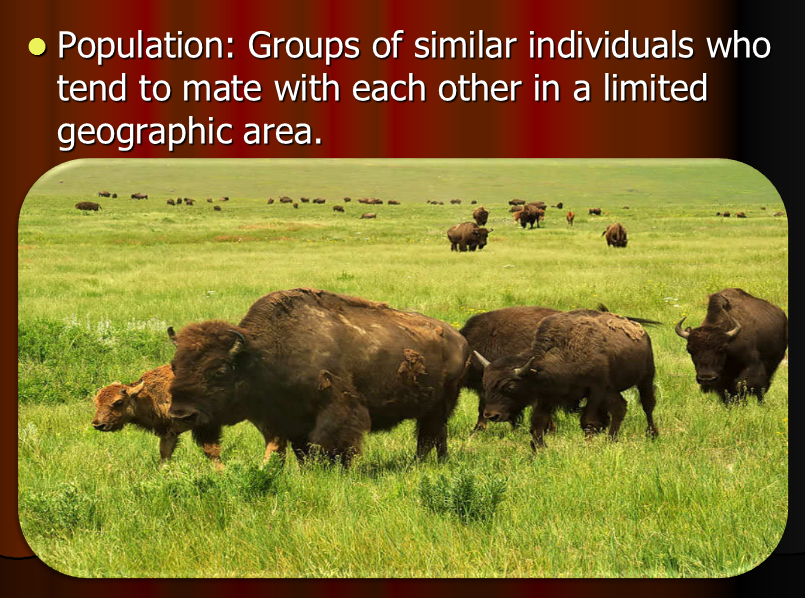 Population: Groups of similar individuals who
tend to mate with each other in a limited
geographic area.